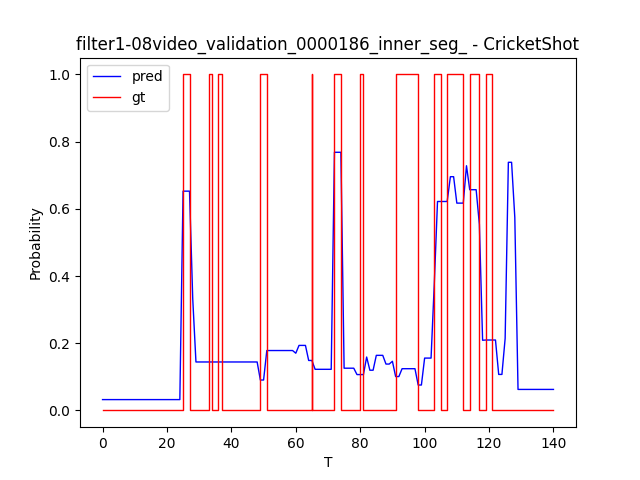 filter1-08video_validation_0000186_inner_seg_ - CricketShot
pred
gt
1.0
0.8
0.6
0.4
0.2
0.0
Probability
0 20 40 60 80 100 120 140
T